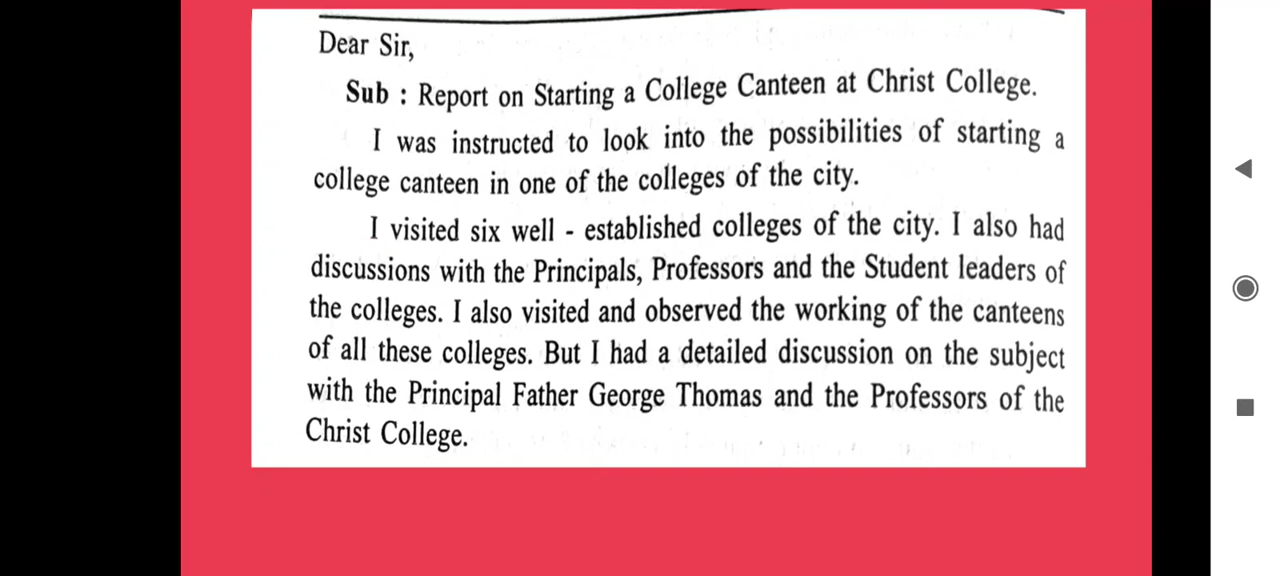 Dear Sir,
Sub : Report on Starting a College Canteen at Christ College.
I was instructed to look into the possibilities of starting a
college canteen in one of the colleges of the city.
I visited six well - established colleges of the city. I also had
discussions with the Principals, Professors and the Student leaders of
the colleges. I also visited and observed the working of the canteens
of all these colleges. But I had a detailed discussion on the subject
with the Principal Father George Thomas and the Professors of the
Christ College.